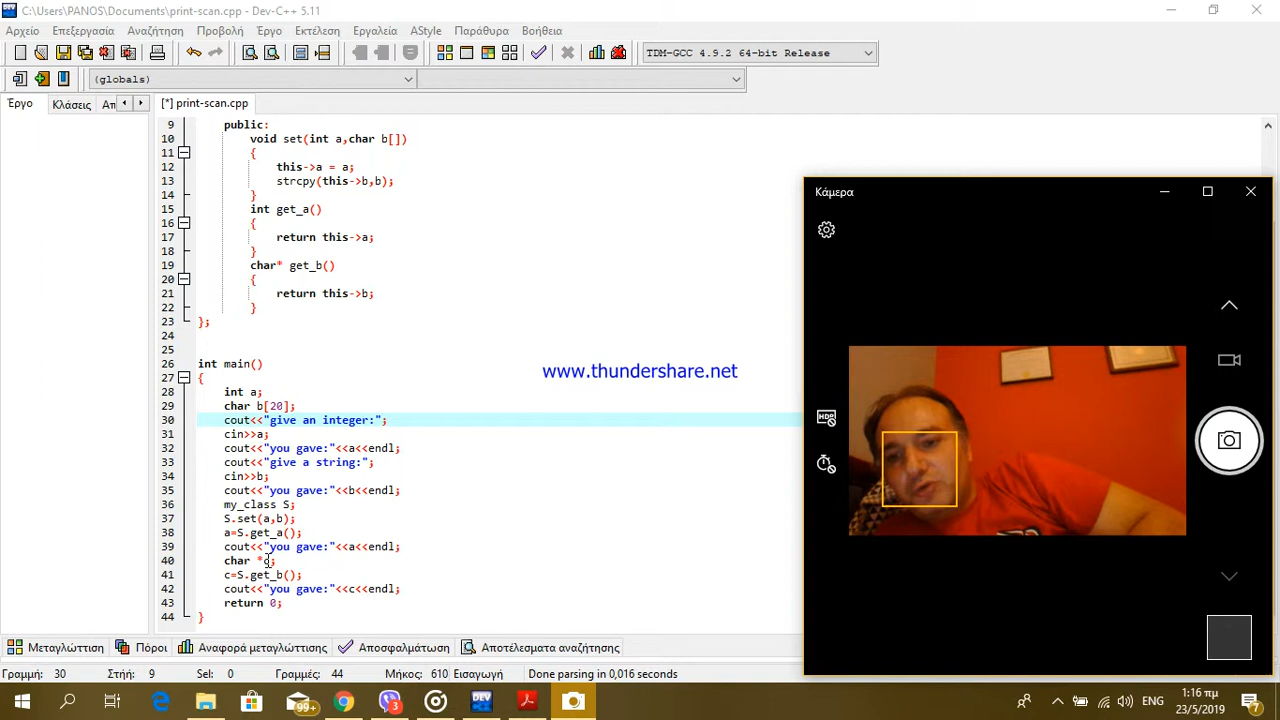 C:\Users\PANOS\Documents\print-scan.cpp - Dev-C++ 5.11
Αρχείο Επεξεργασία Αναζήτηση Προβολή Έργο Εκτέλεση Εργαλεία AStyle Παράθυρα Βοήθεια
TDM-GCC 4.9.2 64-bit Release
(globals)
Έργο Κλάσεις Απ [*] print-scan.cpp
9 public:
10 void set(int a,char b[])
11 {
12 this->a = a;
13 strcpy(this->b,b);
14 }
15 int get_a()
16 {
17 return this->a;
18 }
19 char* get_b()
20 {
21 return this->b;
22 }
23 };
24
25
26 int main()
27 {
28 int a;
29 char b[20];
30 cout<<"give an integer:";
31 cin>>a;
32 cout<<"you gave:"<<a<<endl;
33 cout<<"give a string:";
34 cin>>b;
35 cout<<"you gave:"<<b<<endl;
36 my_class S;
37 S.set(a,b);
38 a=S.get_a();
39 cout<<"you gave:"<<a<<endl;
40 char *c;
41 c=S.get_b();
42 cout<<"you gave:"<<c<<endl;
43 return 0;
44 }
www.thundershare.net
Κάμερα
HDR
Μεταγλώττιση Πόροι Αναφορά μεταγλώττισης Αποσφαλμάτωση Αποτελέσματα αναζήτησης
Γραμμή: 30 Στήλη: 9 Sel: 0 Γραμμές: 44 Μήκος: 610 Εισαγωγή Done parsing in 0,016 seconds
99+ 3 DEV ENG 1:16 πμ
23/5/2019 7